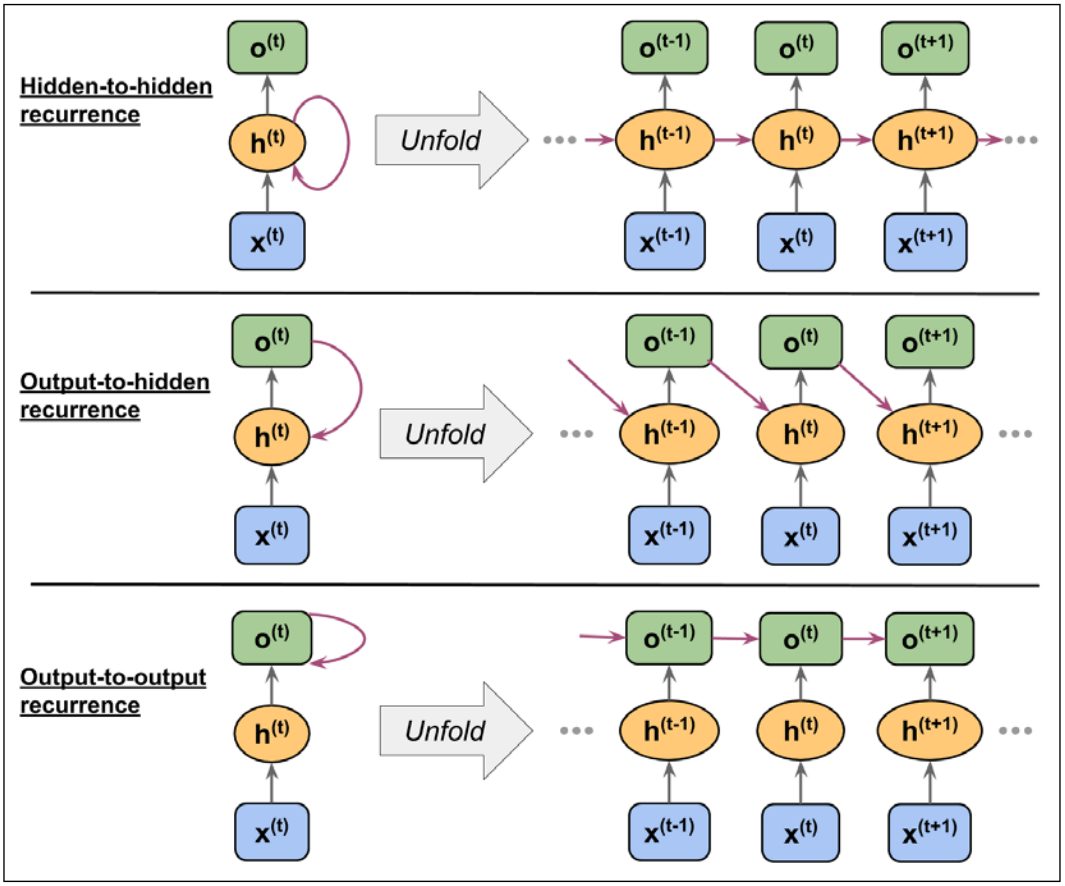 o(t)
o(t-1) o(t) o(t+1)
Hidden-to-hidden
recurrence
h(t)
Unfold
h(t-1) h(t) h(t+1)
x(t)
x(t-1) x(t) x(t+1)
o(t)
o(t-1) o(t) o(t+1)
Output-to-hidden
recurrence
h(t)
Unfold
h(t-1) h(t) h(t+1)
x(t)
x(t-1) x(t) x(t+1)
o(t)
o(t-1) o(t) o(t+1)
Output-to-output
recurrence
h(t)
Unfold
h(t-1) h(t) h(t+1)
x(t)
x(t-1) x(t) x(t+1)